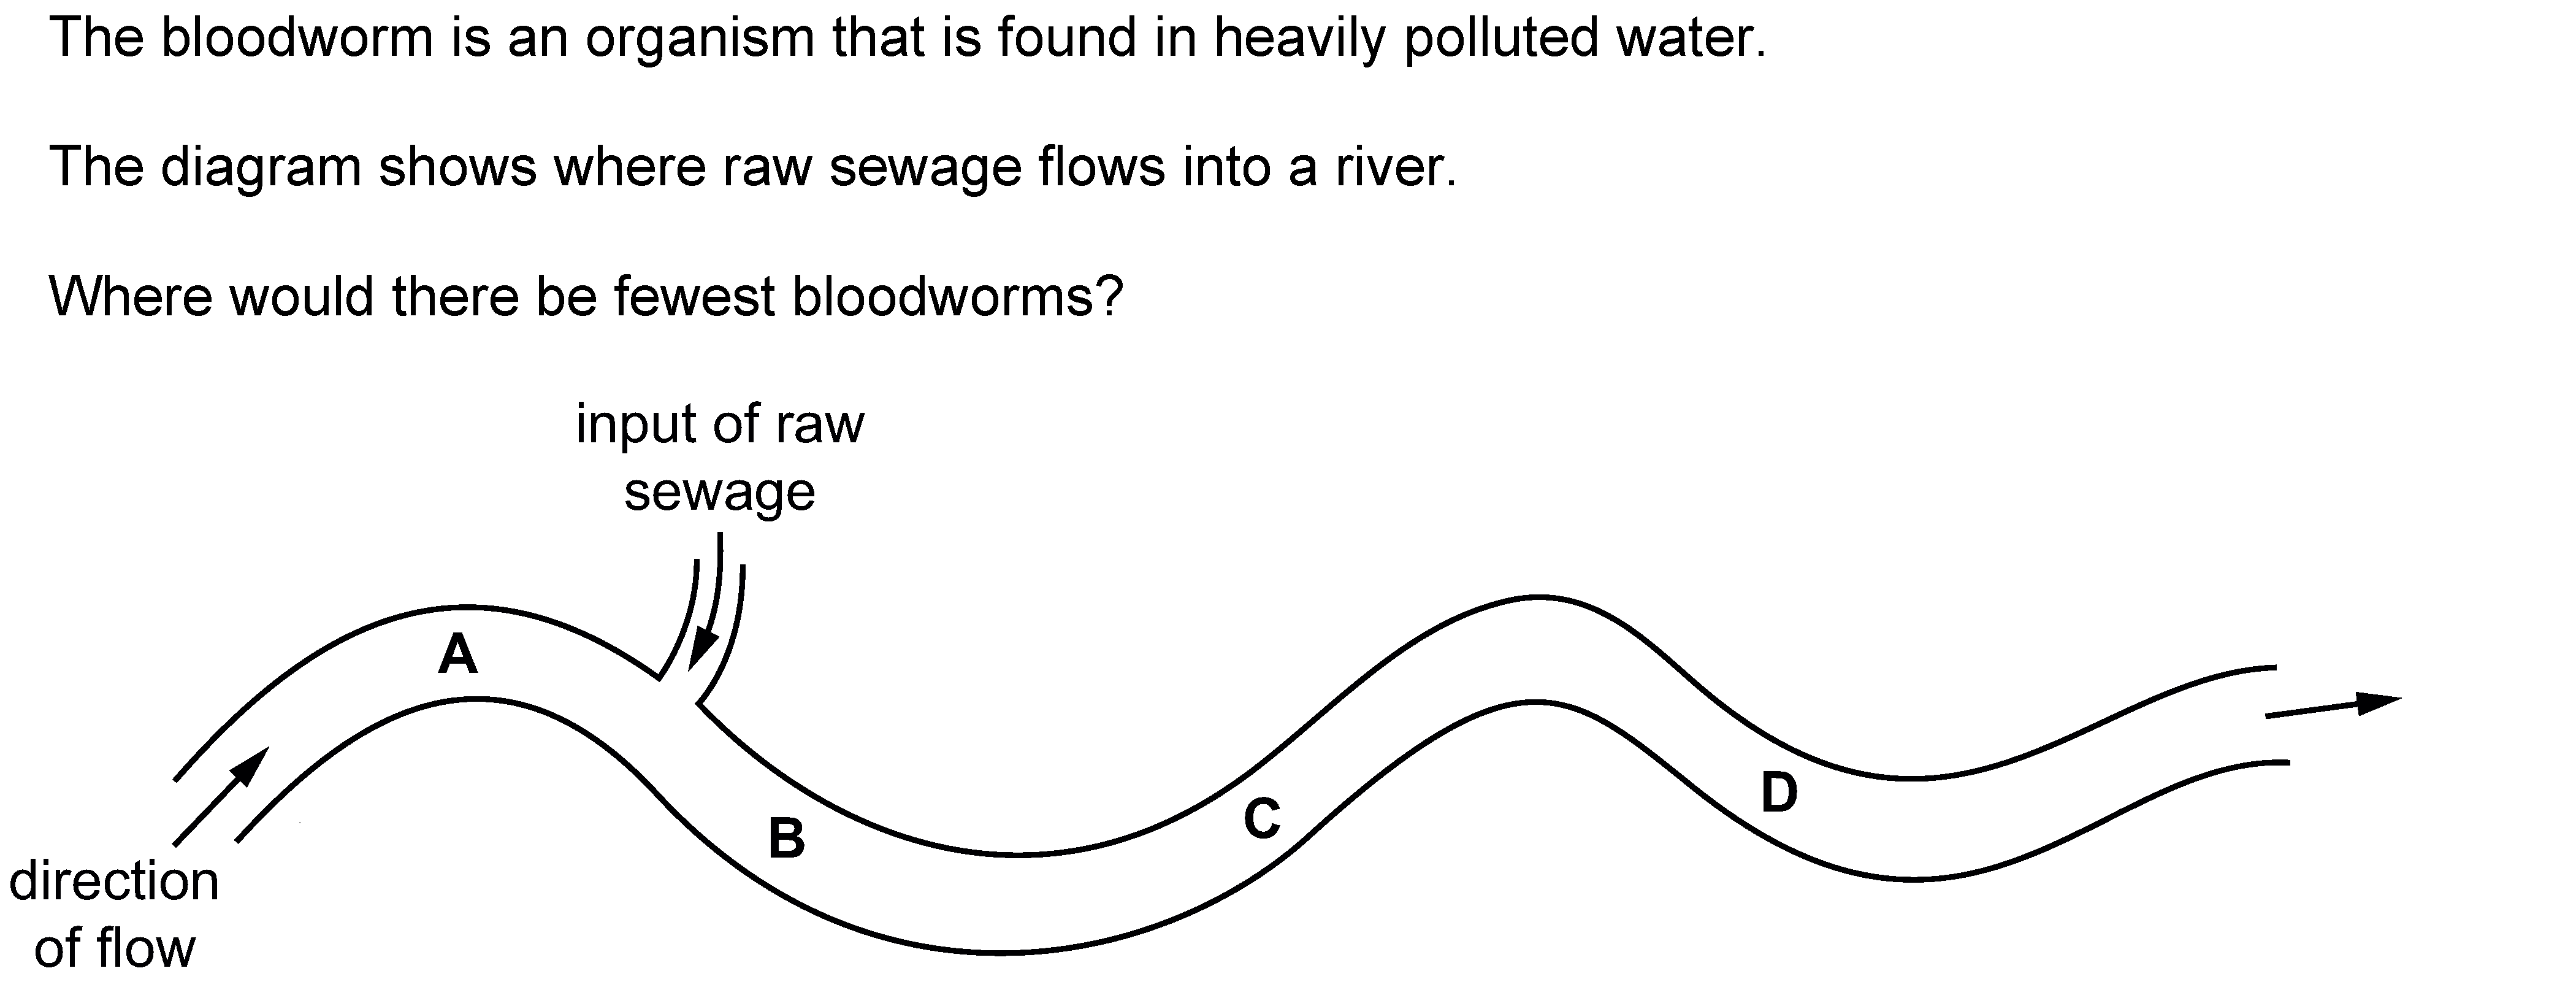 The bloodworm is an organism that is found in heavily polluted water.
The diagram shows where raw sewage flows into a river.
Where would there be fewest bloodworms?
input of raw
sewage
A
B
C
D
direction
of flow